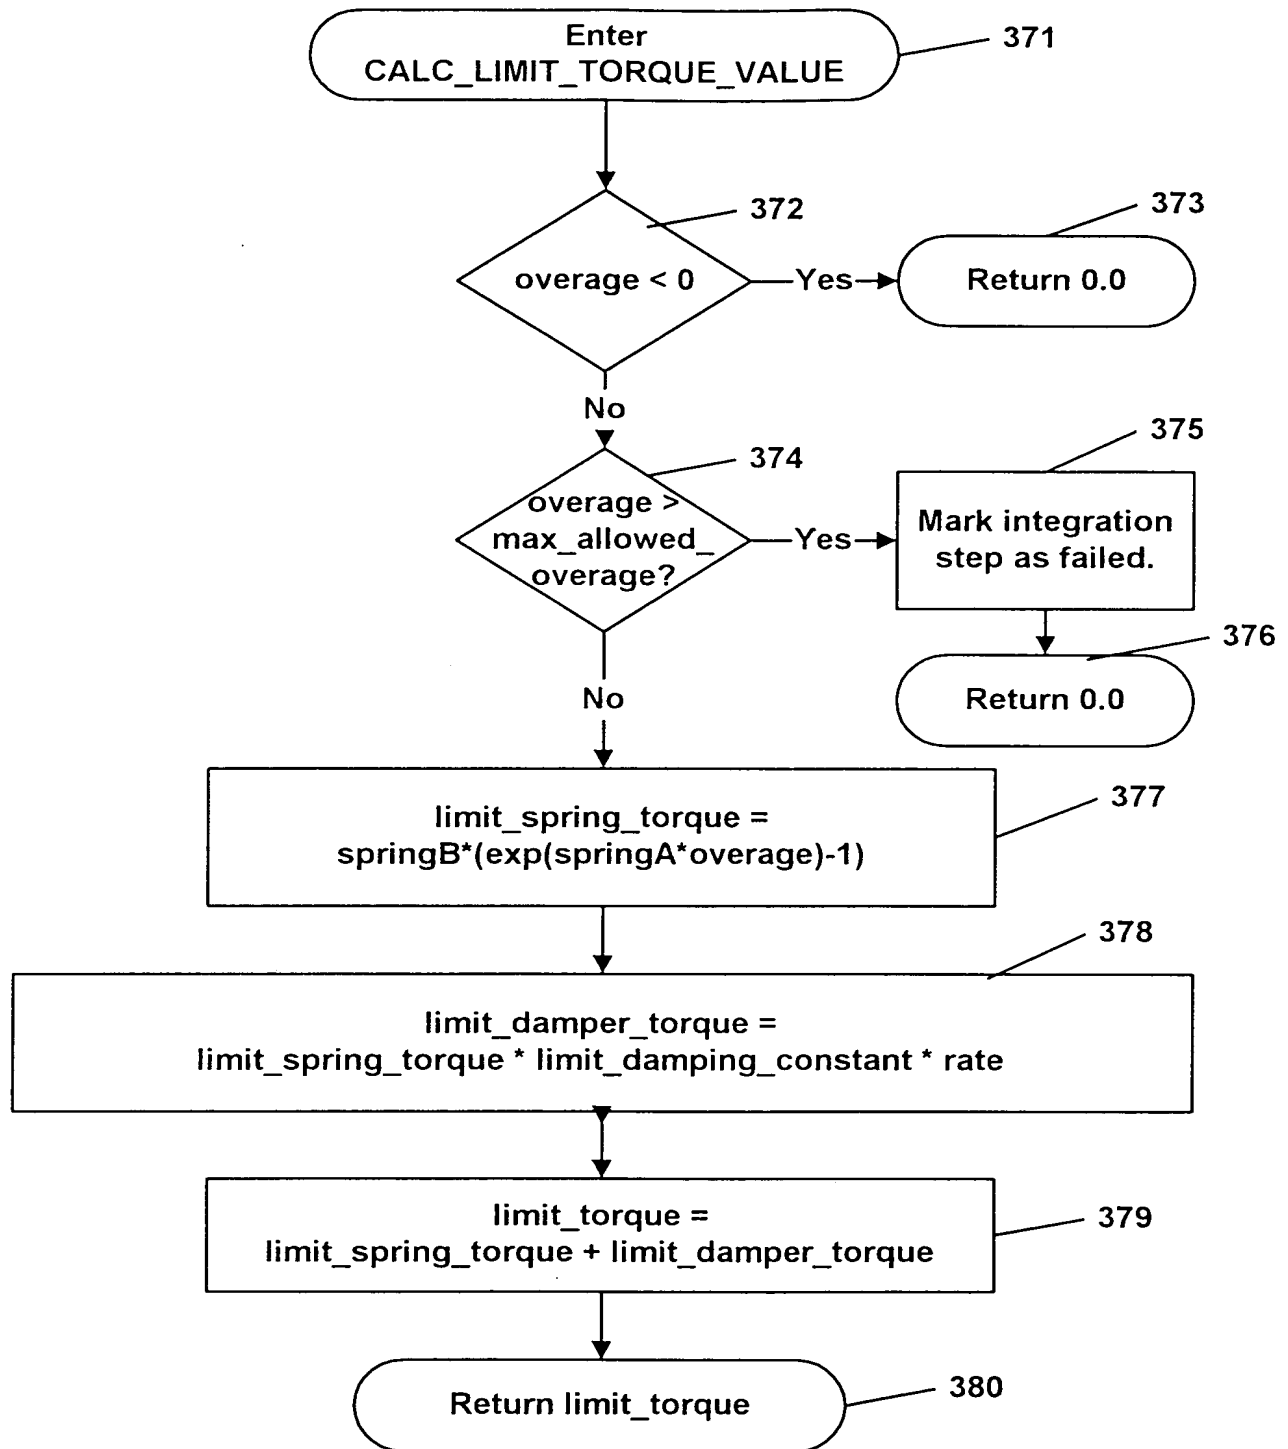 Enter
CALC_LIMIT_TORQUE_VALUE
371
372
overage < 0
Yes
373
Return 0.0
No
374
overage >
max_allowed_
overage?
Yes
375
Mark integration
step as failed.
376
Return 0.0
No
limit_spring_torque =
springB*(exp(springA*overage)-1)
377
378
limit_damper_torque =
limit_spring_torque * limit_damping_constant * rate
limit_torque =
limit_spring_torque + limit_damper_torque
379
Return limit_torque
380